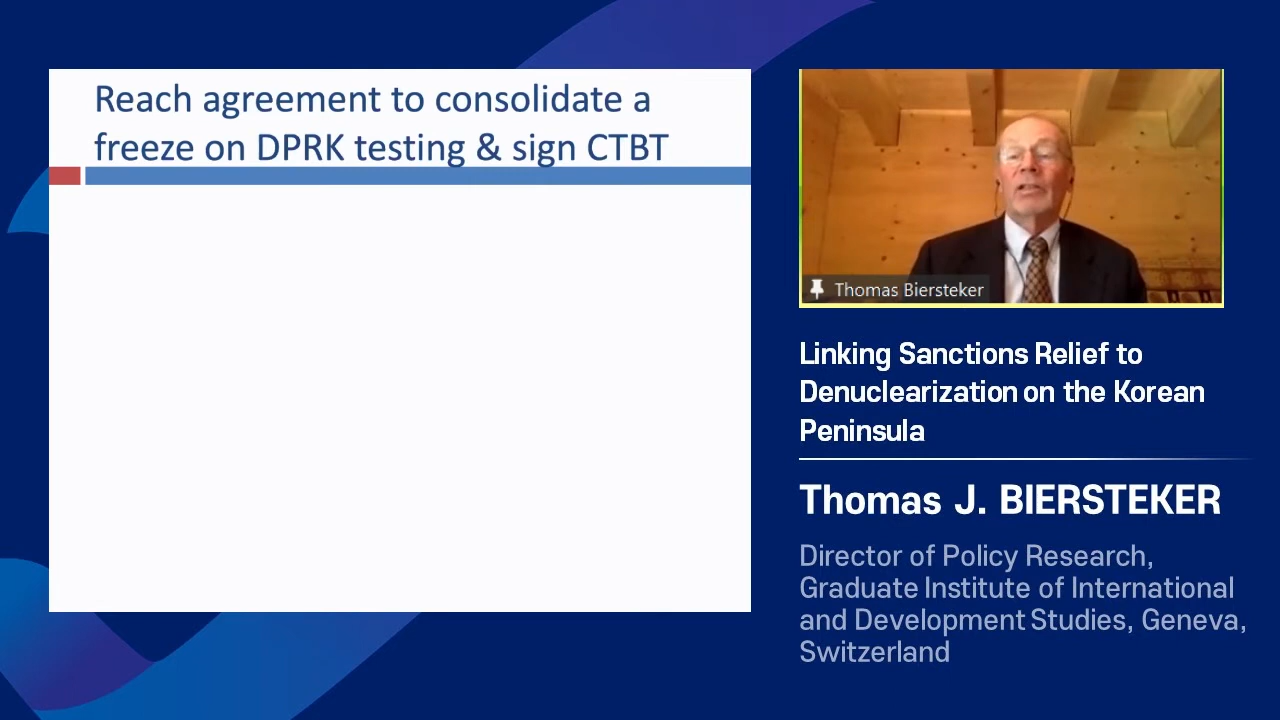 Reach agreement to consolidate a
freeze on DPRK testing & sign CTBT
Thomas Biersteker
Linking Sanctions Relief to
Denuclearization on the Korean
Peninsula
Thomas J. BIERSTEKER
Director of Policy Research,
Graduate Institute of International
and Development Studies, Geneva,
Switzerland